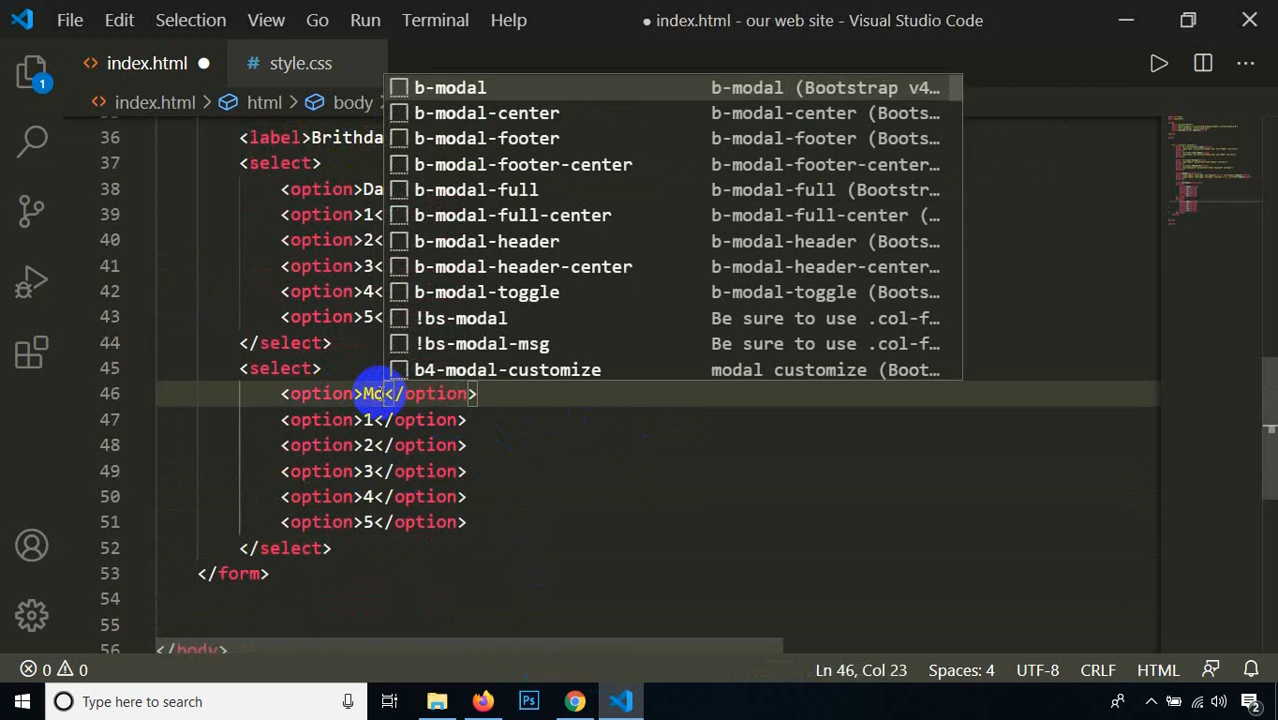 File Edit Selection View Go Run Terminal Help
● index.html - our web site - Visual Studio Code
<> index.html ●
# style.css
<> index.html > html > body
1
36 <label>Brithda
37 <select>
38 <option>Da
39 <option>1<
40 <option>2<
41 <option>3<
42 <option>4<
43 <option>5<
44 </select>
45 <select>
46 <option>Mo</option>
47 <option>1</option>
48 <option>2</option>
49 <option>3</option>
50 <option>4</option>
51 <option>5</option>
52 </select>
53 </form>
54
55
56 </body>
b-modal b-modal (Bootstrap v4…
b-modal-center b-modal-center (Boots…
b-modal-footer b-modal-footer (Boots…
b-modal-footer-center b-modal-footer-center…
b-modal-full b-modal-full (Bootstr…
b-modal-full-center b-modal-full-center (…
b-modal-header b-modal-header (Boots…
b-modal-header-center b-modal-header-center…
b-modal-toggle b-modal-toggle (Boots…
!bs-modal Be sure to use .col-f…
!bs-modal-msg Be sure to use .col-f…
b4-modal-customize modal customize (Boot…
0 0
Ln 46, Col 23 Spaces: 4 UTF-8 CRLF HTML
Type here to search
Ps
2